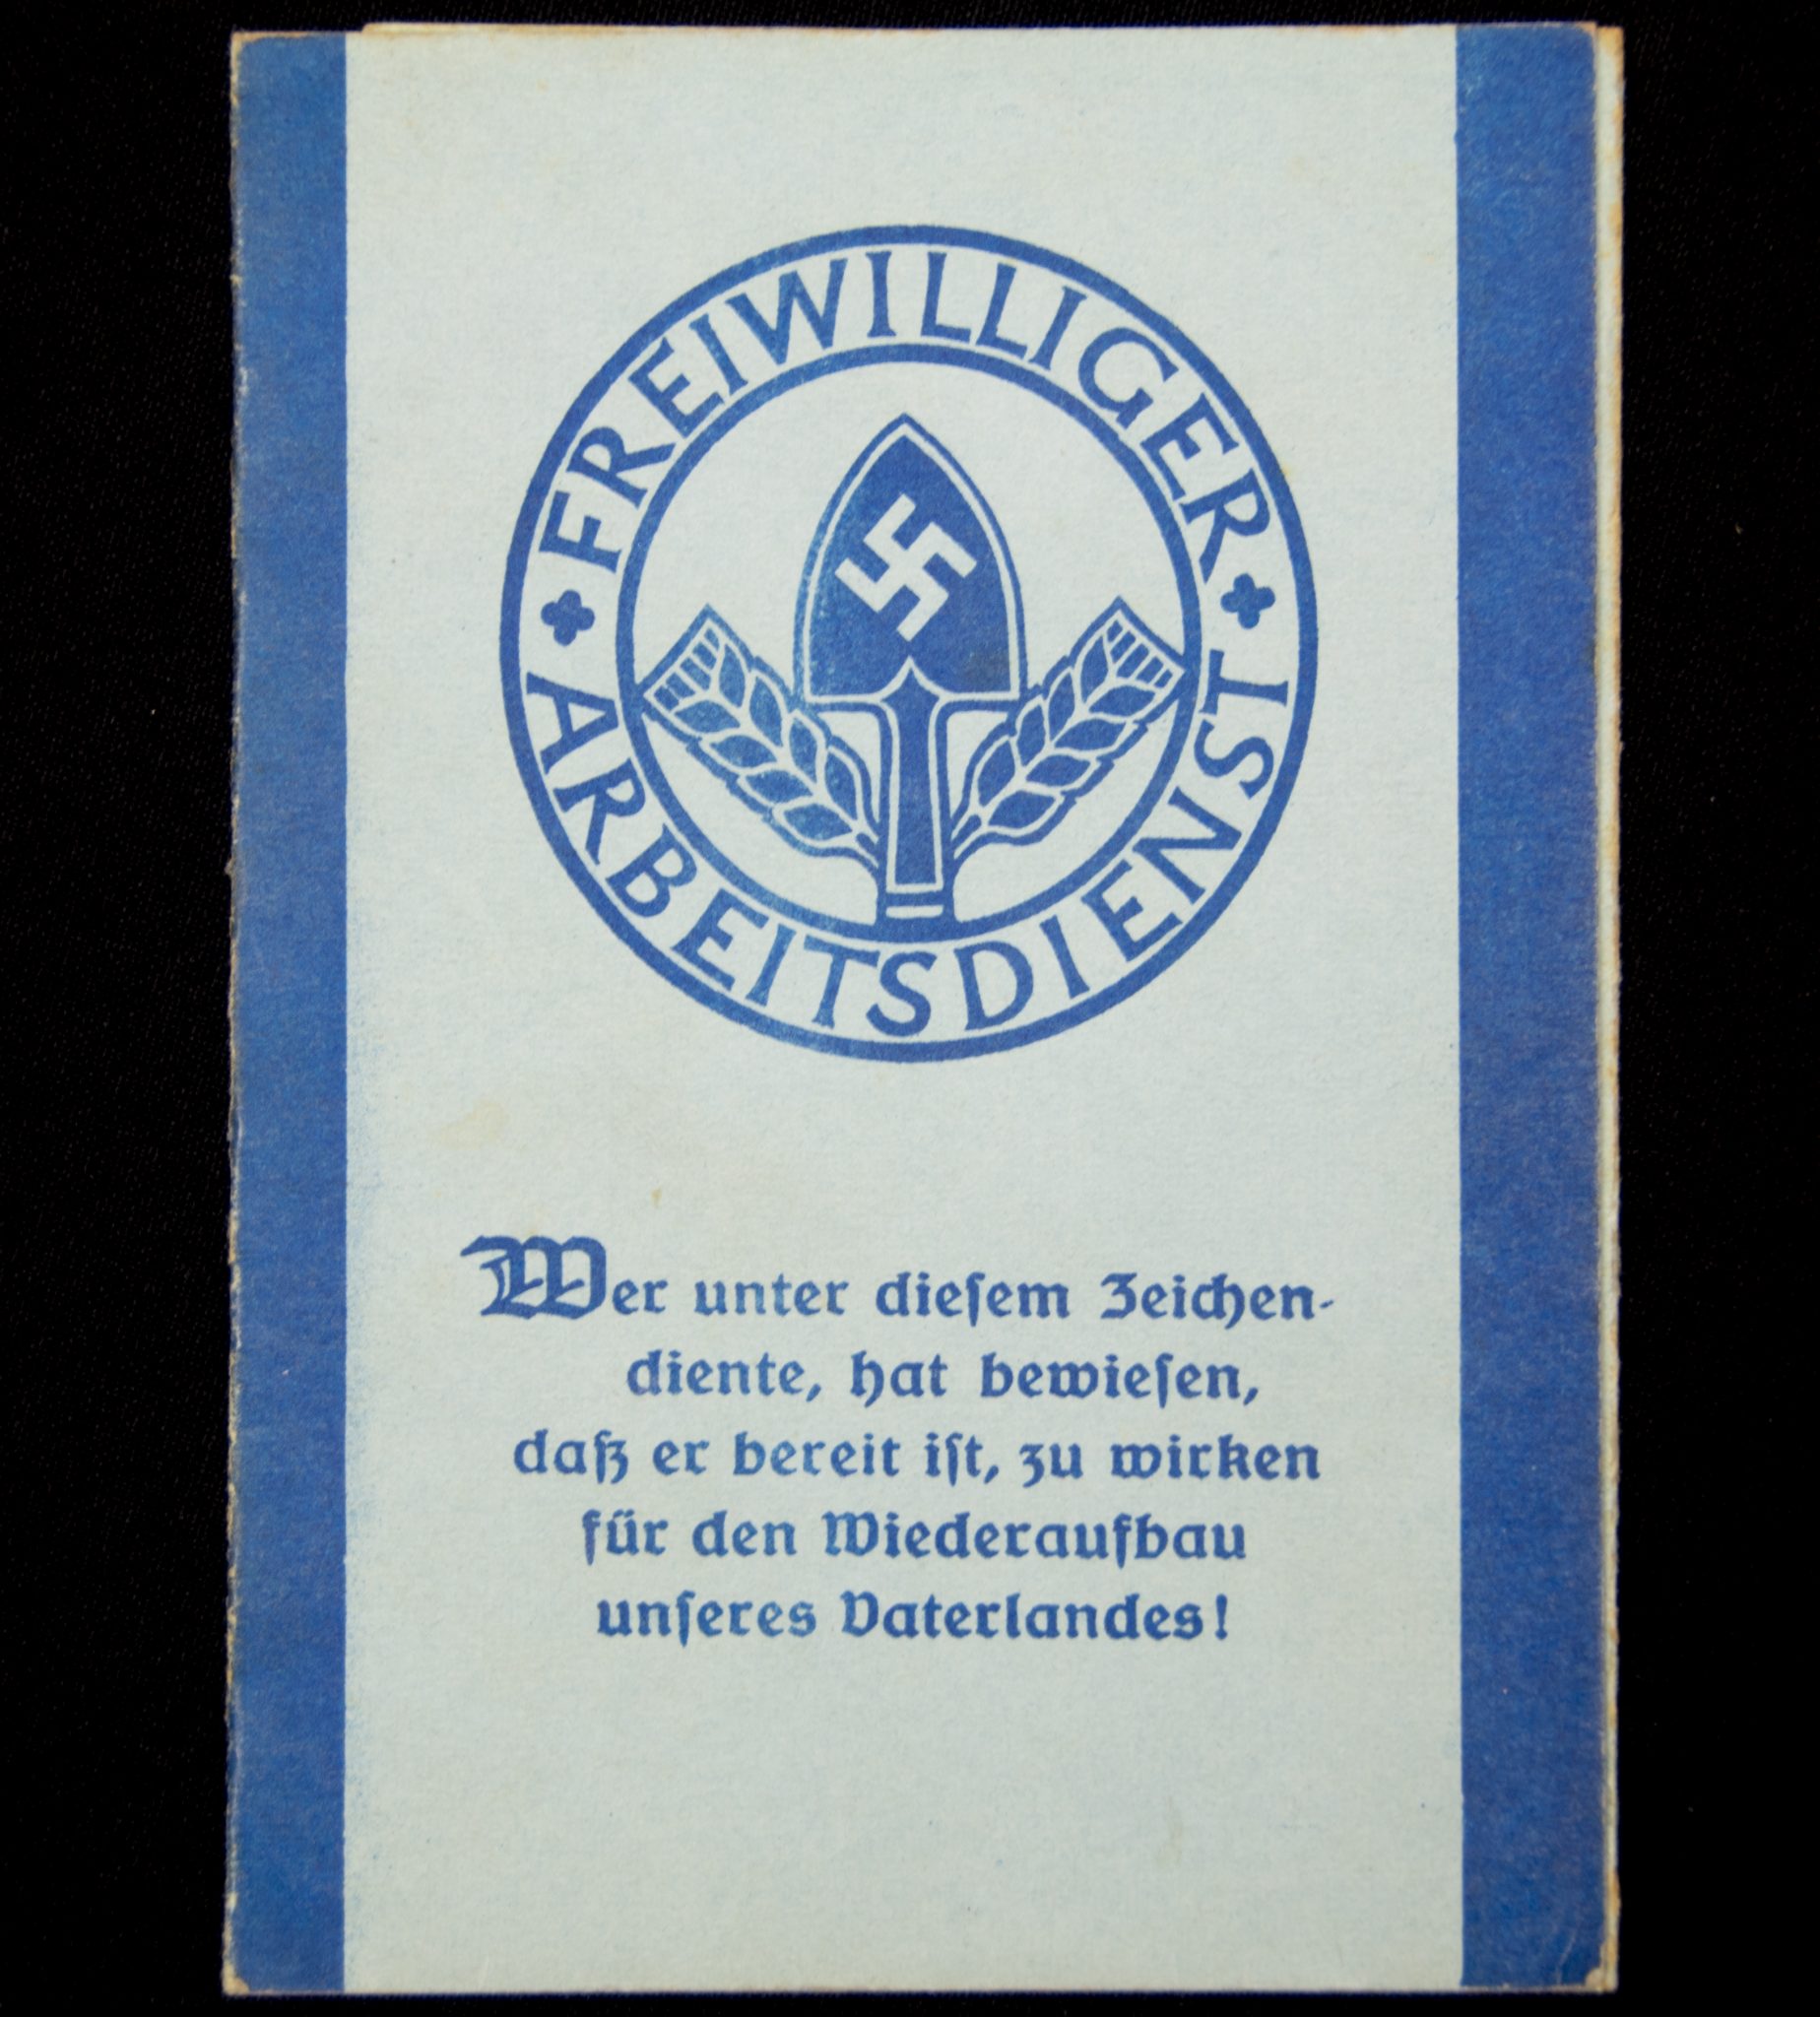 FREIWILLIGER
ARBEITSDIENST
Wer unter dieſem Zeichen-
diente, hat bewieſen,
daß er bereit iſt, zu wirken
für den Wiederaufbau
unſeres Vaterlandes!